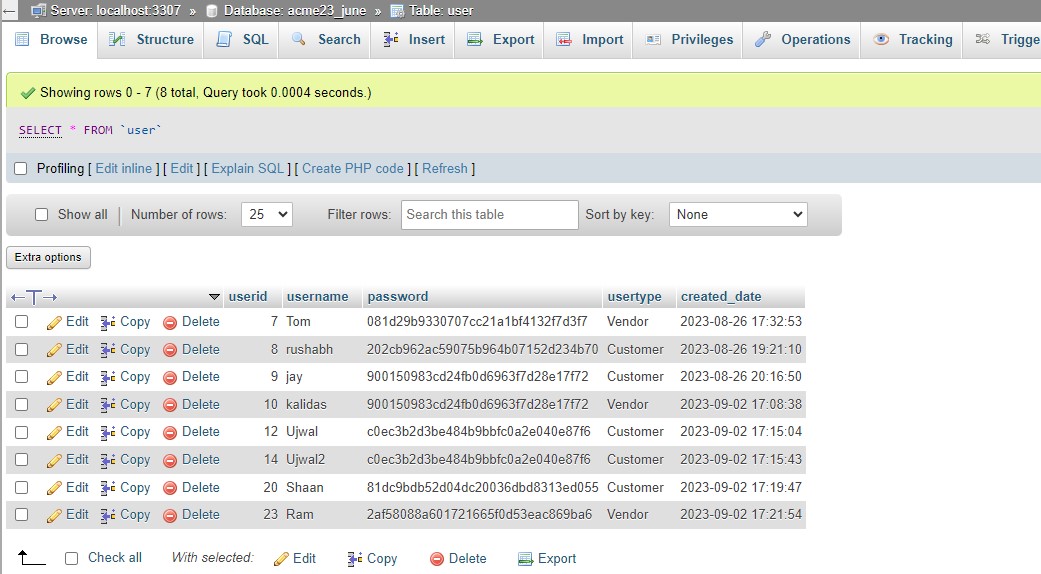 Server: localhost:3307 » Database: acme23_june » Table: user
Browse Structure SQL Search Insert Export Import Privileges Operations Tracking Trigge
Showing rows 0 - 7 (8 total, Query took 0.0004 seconds.)
SELECT * FROM `user`
Profiling [ Edit inline ] [ Edit ] [ Explain SQL ] [ Create PHP code ] [ Refresh ]
Show all Number of rows: 25 Filter rows: Search this table Sort by key: None
Extra options
userid username password usertype created_date
Edit Copy Delete 7 Tom 081d29b9330707cc21a1bf4132f7d3f7 Vendor 2023-08-26 17:32:53
Edit Copy Delete 8 rushabh 202cb962ac59075b964b07152d234b70 Customer 2023-08-26 19:21:10
Edit Copy Delete 9 jay 900150983cd24fb0d6963f7d28e17f72 Customer 2023-08-26 20:16:50
Edit Copy Delete 10 kalidas 900150983cd24fb0d6963f7d28e17f72 Vendor 2023-09-02 17:08:38
Edit Copy Delete 12 Ujwal c0ec3b2d3be484b9bbfc0a2e040e87f6 Customer 2023-09-02 17:15:04
Edit Copy Delete 14 Ujwal2 c0ec3b2d3be484b9bbfc0a2e040e87f6 Customer 2023-09-02 17:15:43
Edit Copy Delete 20 Shaan 81dc9bdb52d04dc20036dbd8313ed055 Customer 2023-09-02 17:19:47
Edit Copy Delete 23 Ram 2af58088a601721665f0d53eac869ba6 Vendor 2023-09-02 17:21:54
Check all With selected: Edit Copy Delete Export